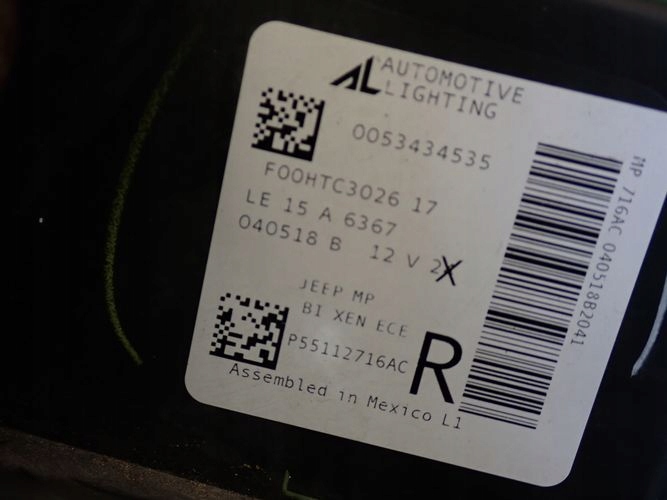 AL AUTOMOTIVE LIGHTING
0053434535
F00HTC3026 17
LE 15 A 6367
040518 B 12 V 2X
JEEP MP
BI XEN ECE
P55112716AC
R
Assembled in Mexico L1
MP 716AC 040518B2041